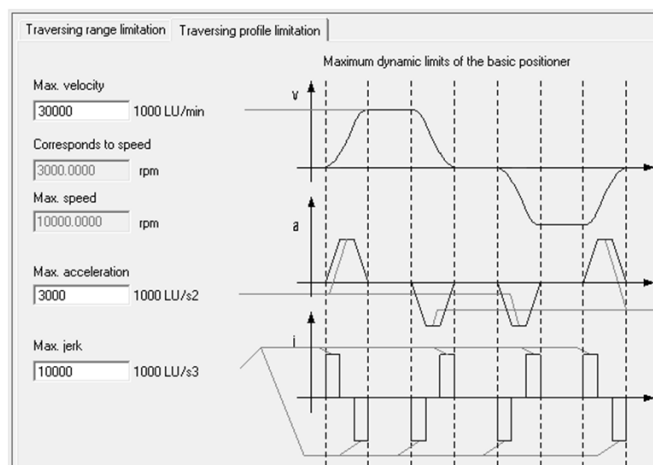 Traversing range limitation
Traversing profile limitation
Maximum dynamic limits of the basic positioner
Max. velocity
30000 1000 LU/min
Corresponds to speed
3000.0000 rpm
Max. speed
10000.0000 rpm
Max. acceleration
3000 1000 LU/s2
Max. jerk
10000 1000 LU/s3
v
a
j